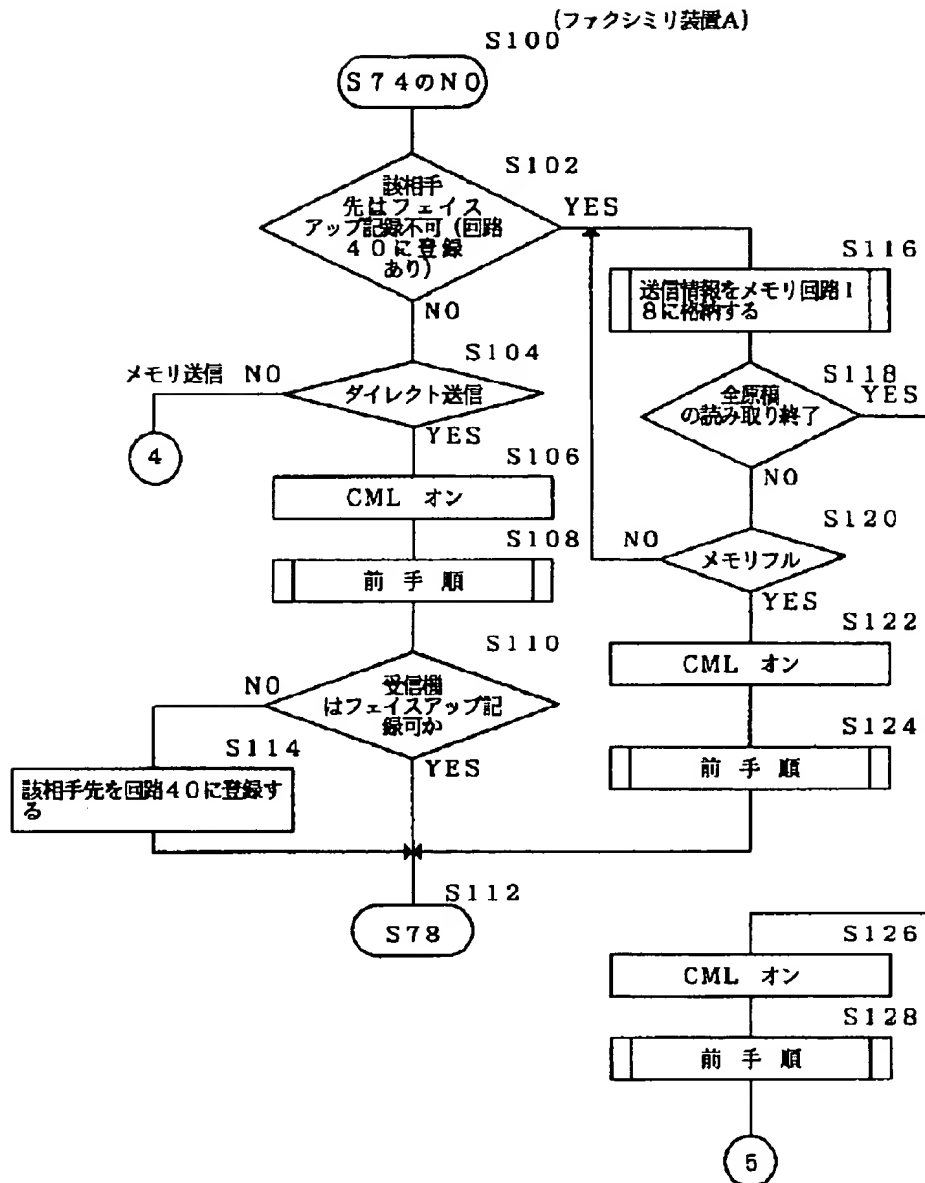 (ファクシミリ装置A)
S100
S74のNO
S102
該相手
先はフェイス
アップ記録不可(回路
40に登録
あり)
YES
NO
S104
メモリ送信 NO
ダイレクト送信
YES
4
S106
CML オン
S108
前手順
S110
受信機
はフェイスアップ記
録可か
NO
YES
S114
該相手先を回路40に登録す
る
S112
S78
S116
送信情報をメモリ回路1
8に格納する
S118
全原稿
の読み取り終了
YES
NO
S120
メモリフル
NO
YES
S122
CML オン
S124
前手順
S126
CML オン
S128
前手順
5